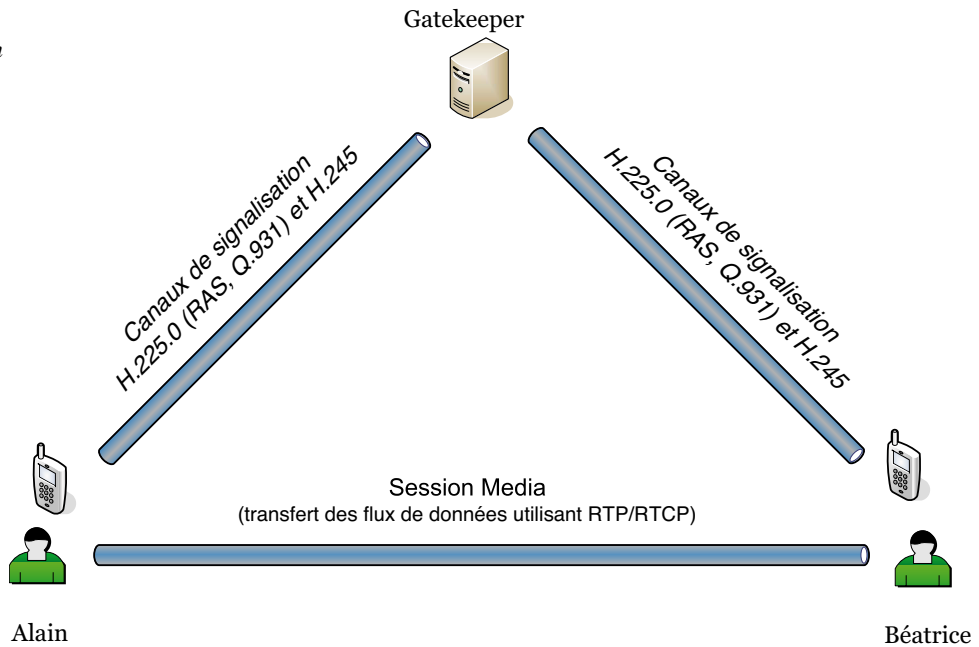 Gatekeeper
Canaux de signalisation
H.225.0 (RAS, Q.931) et H.245
Canaux de signalisation
H.225.0 (RAS, Q.931) et H.245
Session Media
(transfert des flux de données utilisant RTP/RTCP)
Alain
Béatrice